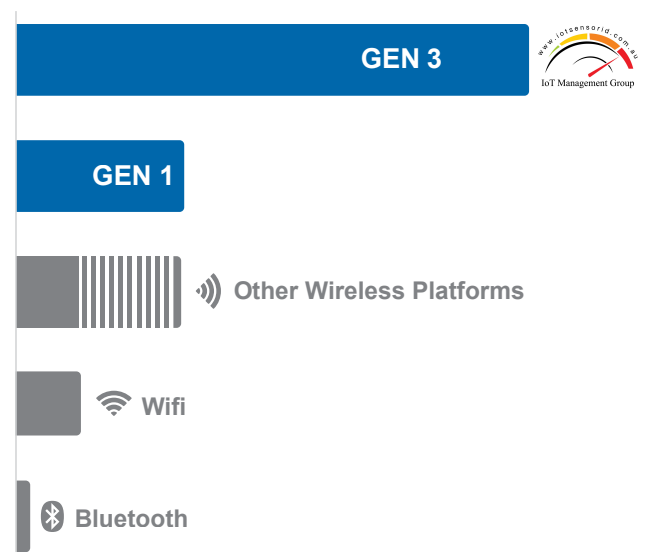 GEN 3
www.iotsensorid.com.au
IoT Management Group
GEN 1
Other Wireless Platforms
Wifi
Bluetooth